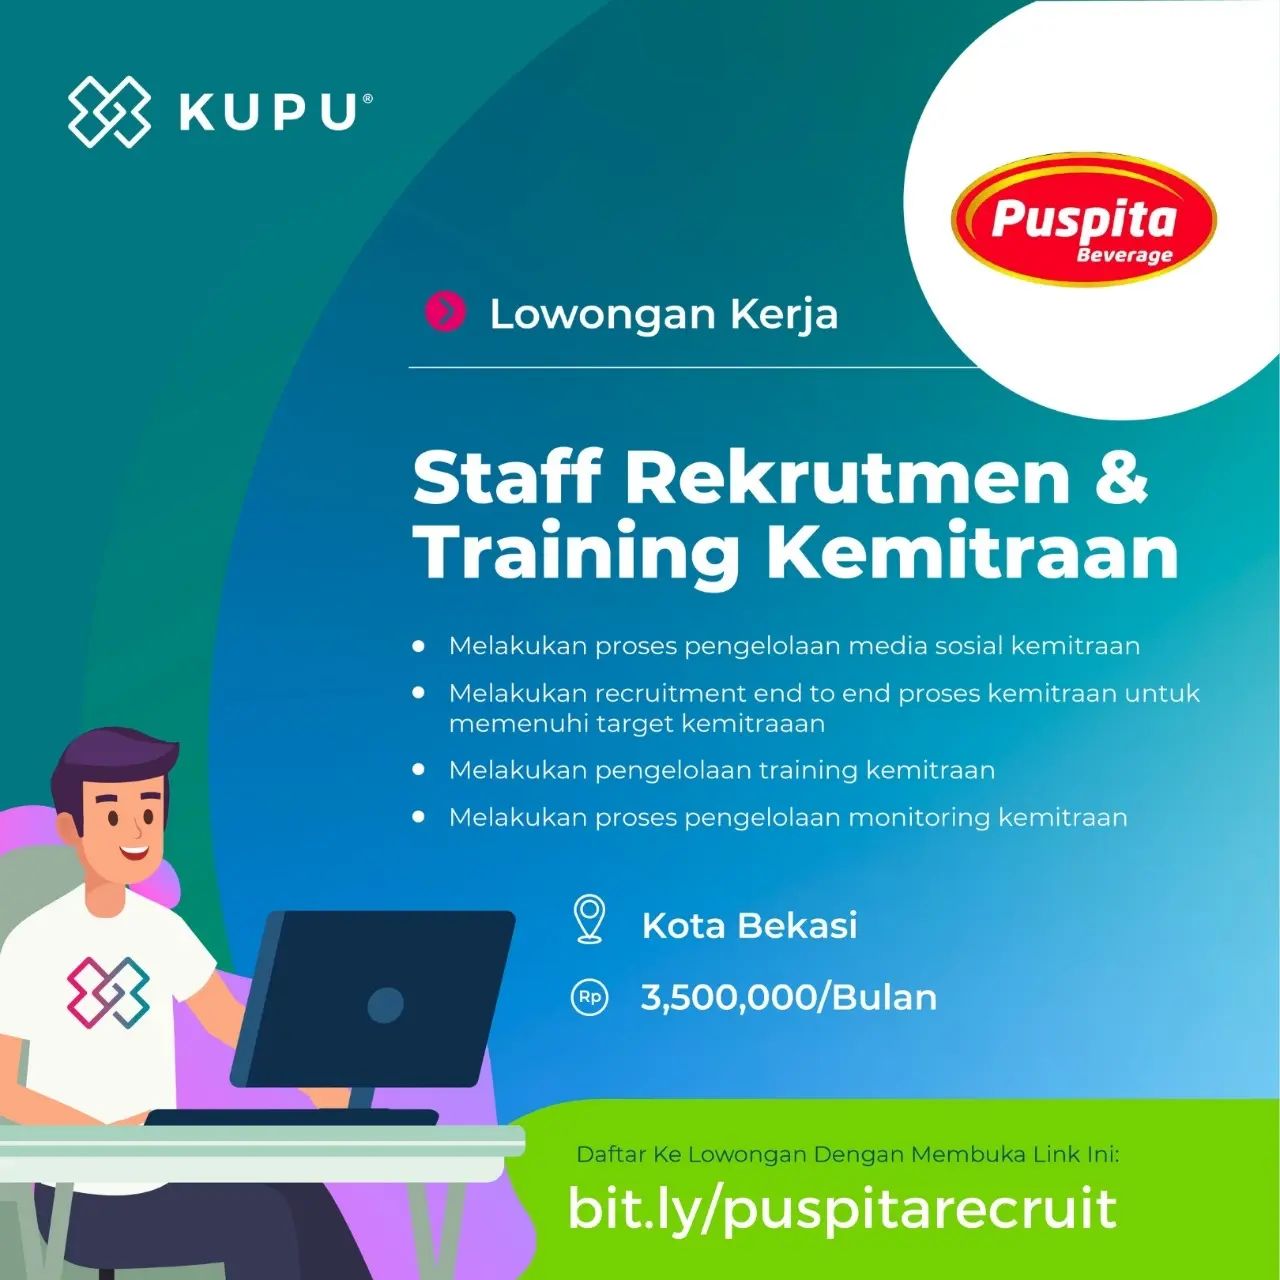 KUPU®
Puspita
Beverage
Lowongan Kerja
Staff Rekrutmen &
Training Kemitraan
• Melakukan proses pengelolaan media sosial kemitraan
• Melakukan recruitment end to end proses kemitraan untuk
memenuhi target kemitraaan
• Melakukan pengelolaan training kemitraan
• Melakukan proses pengelolaan monitoring kemitraan
Kota Bekasi
Rp 3,500,000/Bulan
Daftar Ke Lowongan Dengan Membuka Link Ini:
bit.ly/puspitarecruit